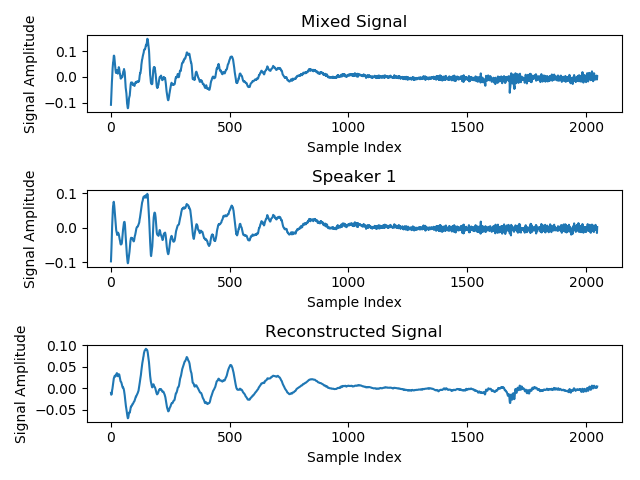 Mixed Signal
Signal Amplitude
0.1
0.0
−0.1
0
500
1000
1500
2000
Sample Index
Speaker 1
Signal Amplitude
0.1
0.0
−0.1
0
500
1000
1500
2000
Sample Index
Reconstructed Signal
Signal Amplitude
0.10
0.05
0.00
−0.05
0
500
1000
1500
2000
Sample Index